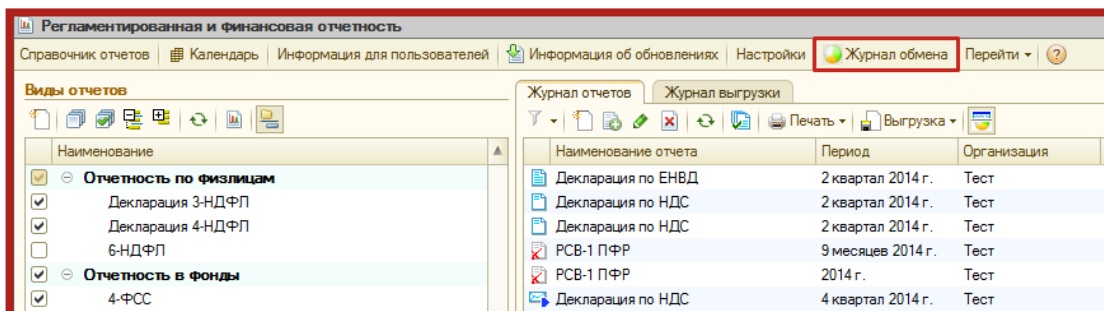 Регламентированная и финансовая отчетность
Справочник отчетов Календарь Информация для пользователей Информация об обновлениях Настройки Журнал обмена Перейти
Виды отчетов
Наименование
Отчетность по физлицам
Декларация 3-НДФЛ
Декларация 4-НДФЛ
6-НДФЛ
Отчетность в фонды
4-ФСС
Журнал отчетов Журнал выгрузки
Печать Выгрузка
Наименование отчета Период Организация
Декларация по ЕНВД 2 квартал 2014 г. Тест
Декларация по НДС 2 квартал 2014 г. Тест
Декларация по НДС 2 квартал 2014 г. Тест
РСВ-1 ПФР 9 месяцев 2014 г. Тест
РСВ-1 ПФР 2014 г. Тест
Декларация по НДС 4 квартал 2014 г. Тест